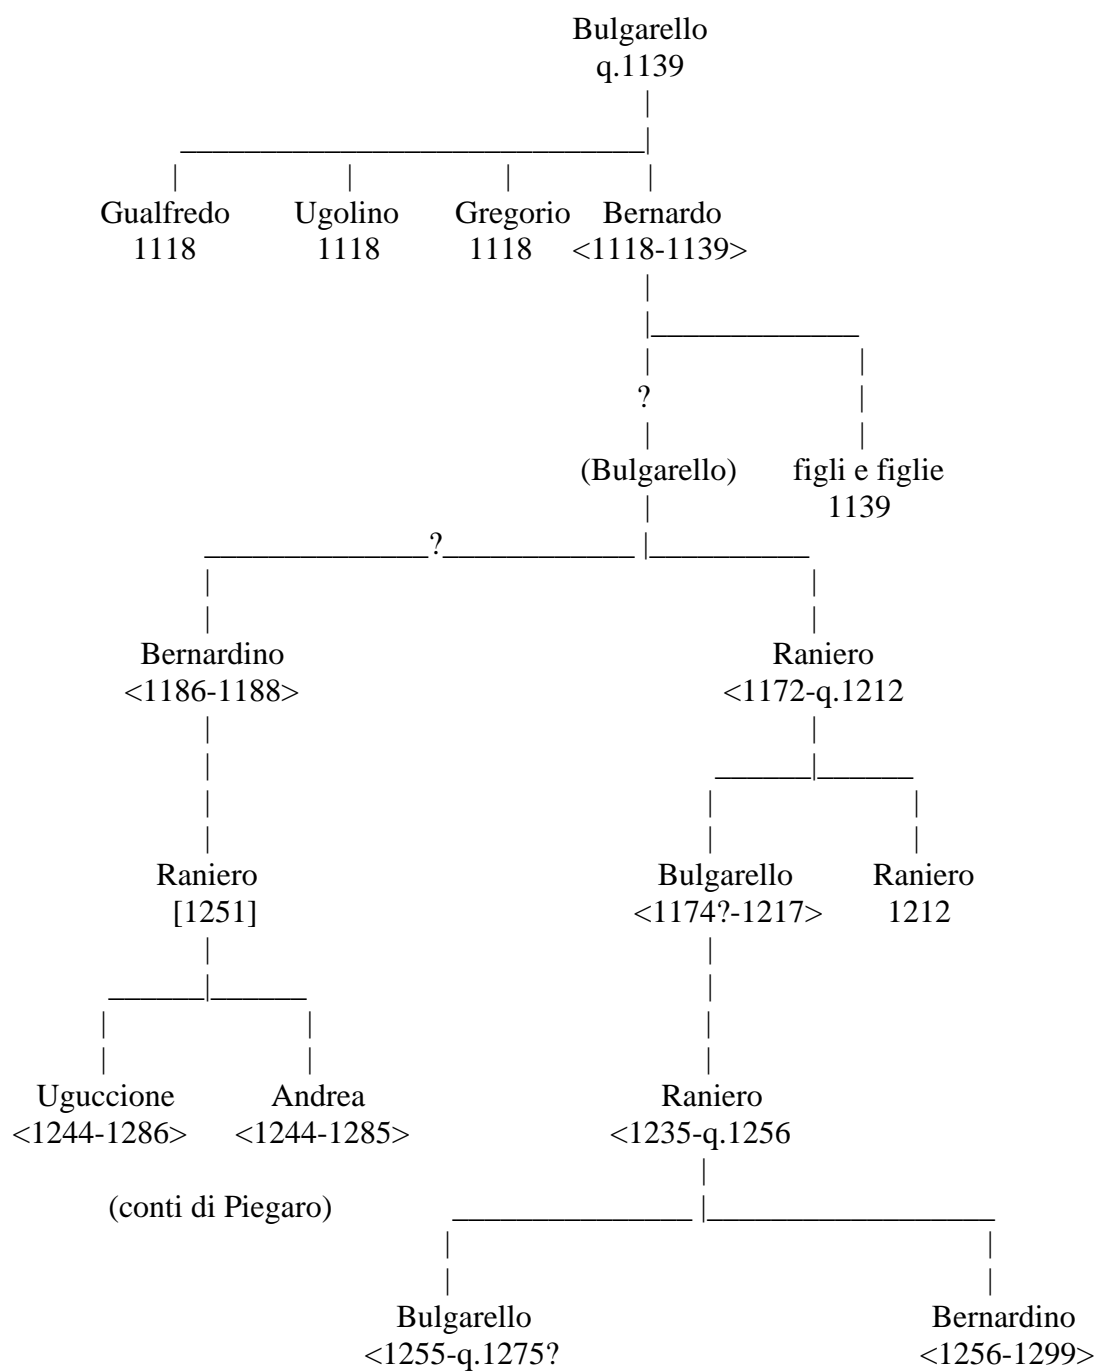 Bulgarello
q.1139
Gualfredo Ugolino Gregorio Bernardo
1118 1118 1118 <1118-1139>
?
(Bulgarello) figli e figlie
1139
?
Bernardino Raniero
<1186-1188> <1172-q.1212
Raniero Bulgarello Raniero
[1251] <1174?-1217> 1212
Uguccione Andrea Raniero
<1244-1286> <1244-1285> <1235-q.1256
(conti di Piegaro)
Bulgarello Bernardino
<1255-q.1275? <1256-1299>